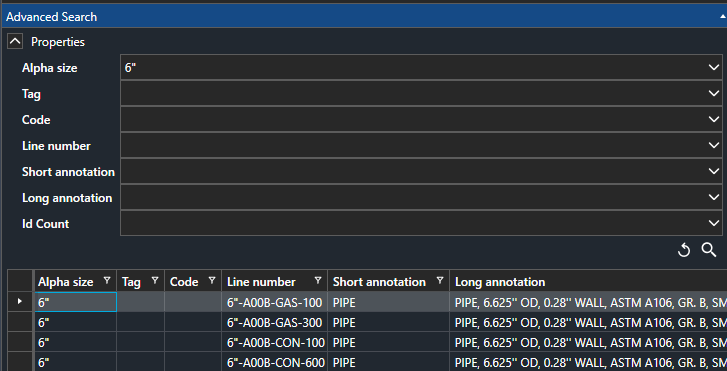 Advanced Search
Properties
Alpha size 6"
Tag
Code
Line number
Short annotation
Long annotation
Id Count
Alpha size Tag Code Line number Short annotation Long annotation
6" 6"-A00B-GAS-100 PIPE PIPE, 6.625'' OD, 0.28'' WALL, ASTM A106, GR. B, SM
6" 6"-A00B-GAS-300 PIPE PIPE, 6.625'' OD, 0.28'' WALL, ASTM A106, GR. B, SM
6" 6"-A00B-CON-100 PIPE PIPE, 6.625'' OD, 0.28'' WALL, ASTM A106, GR. B, SM
6" 6"-A00B-CON-600 PIPE PIPE, 6.625'' OD, 0.28'' WALL, ASTM A106, GR. B, SM